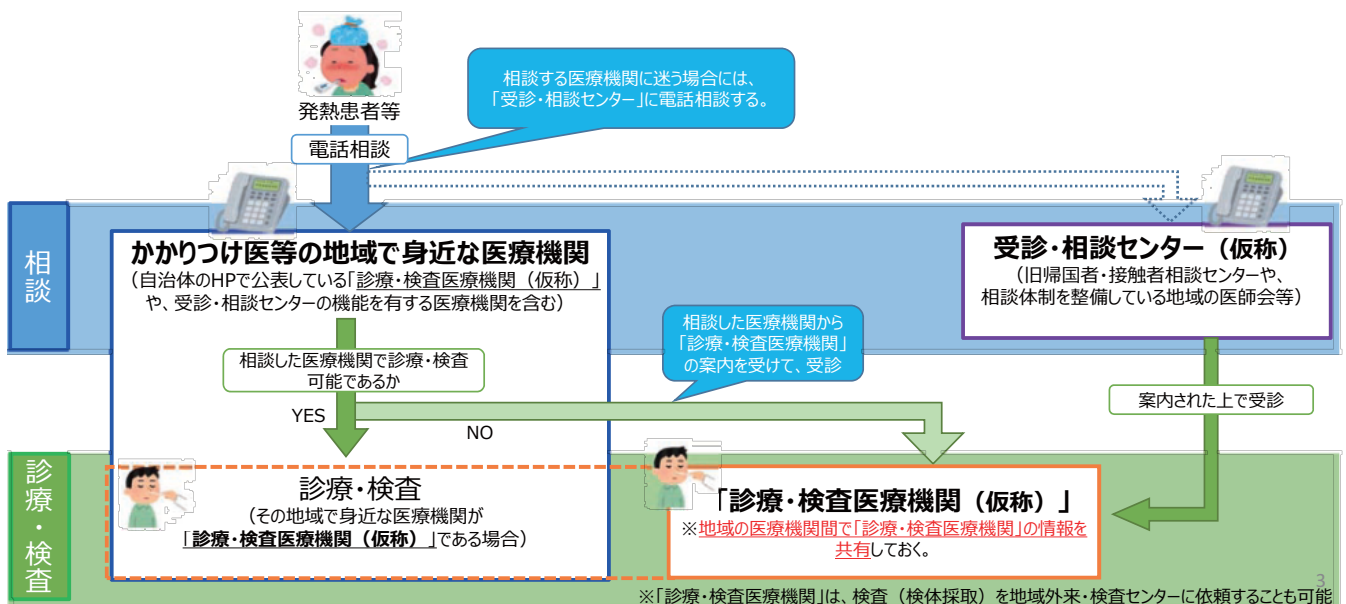 発熱患者等
電話相談
相談する医療機関に迷う場合には、
「受診・相談センター」に電話相談する。
相談
かかりつけ医等の地域で身近な医療機関
（自治体のHPで公表している「診療・検査医療機関（仮称）」
や、受診・相談センターの機能を有する医療機関を含む）
受診・相談センター（仮称）
（旧帰国者・接触者相談センターや、
相談体制を整備している地域の医師会等）
相談した医療機関で診療・検査
可能であるか
相談した医療機関から
「診療・検査医療機関」
の案内を受けて、受診
案内された上で受診
YES
NO
診療・検査
診療・検査
（その地域で身近な医療機関が
「診療・検査医療機関（仮称）」である場合）
「診療・検査医療機関（仮称）」
※地域の医療機関間で「診療・検査医療機関」の情報を
共有しておく。
3
※「診療・検査医療機関」は、検査（検体採取）を地域外来・検査センターに依頼することも可能